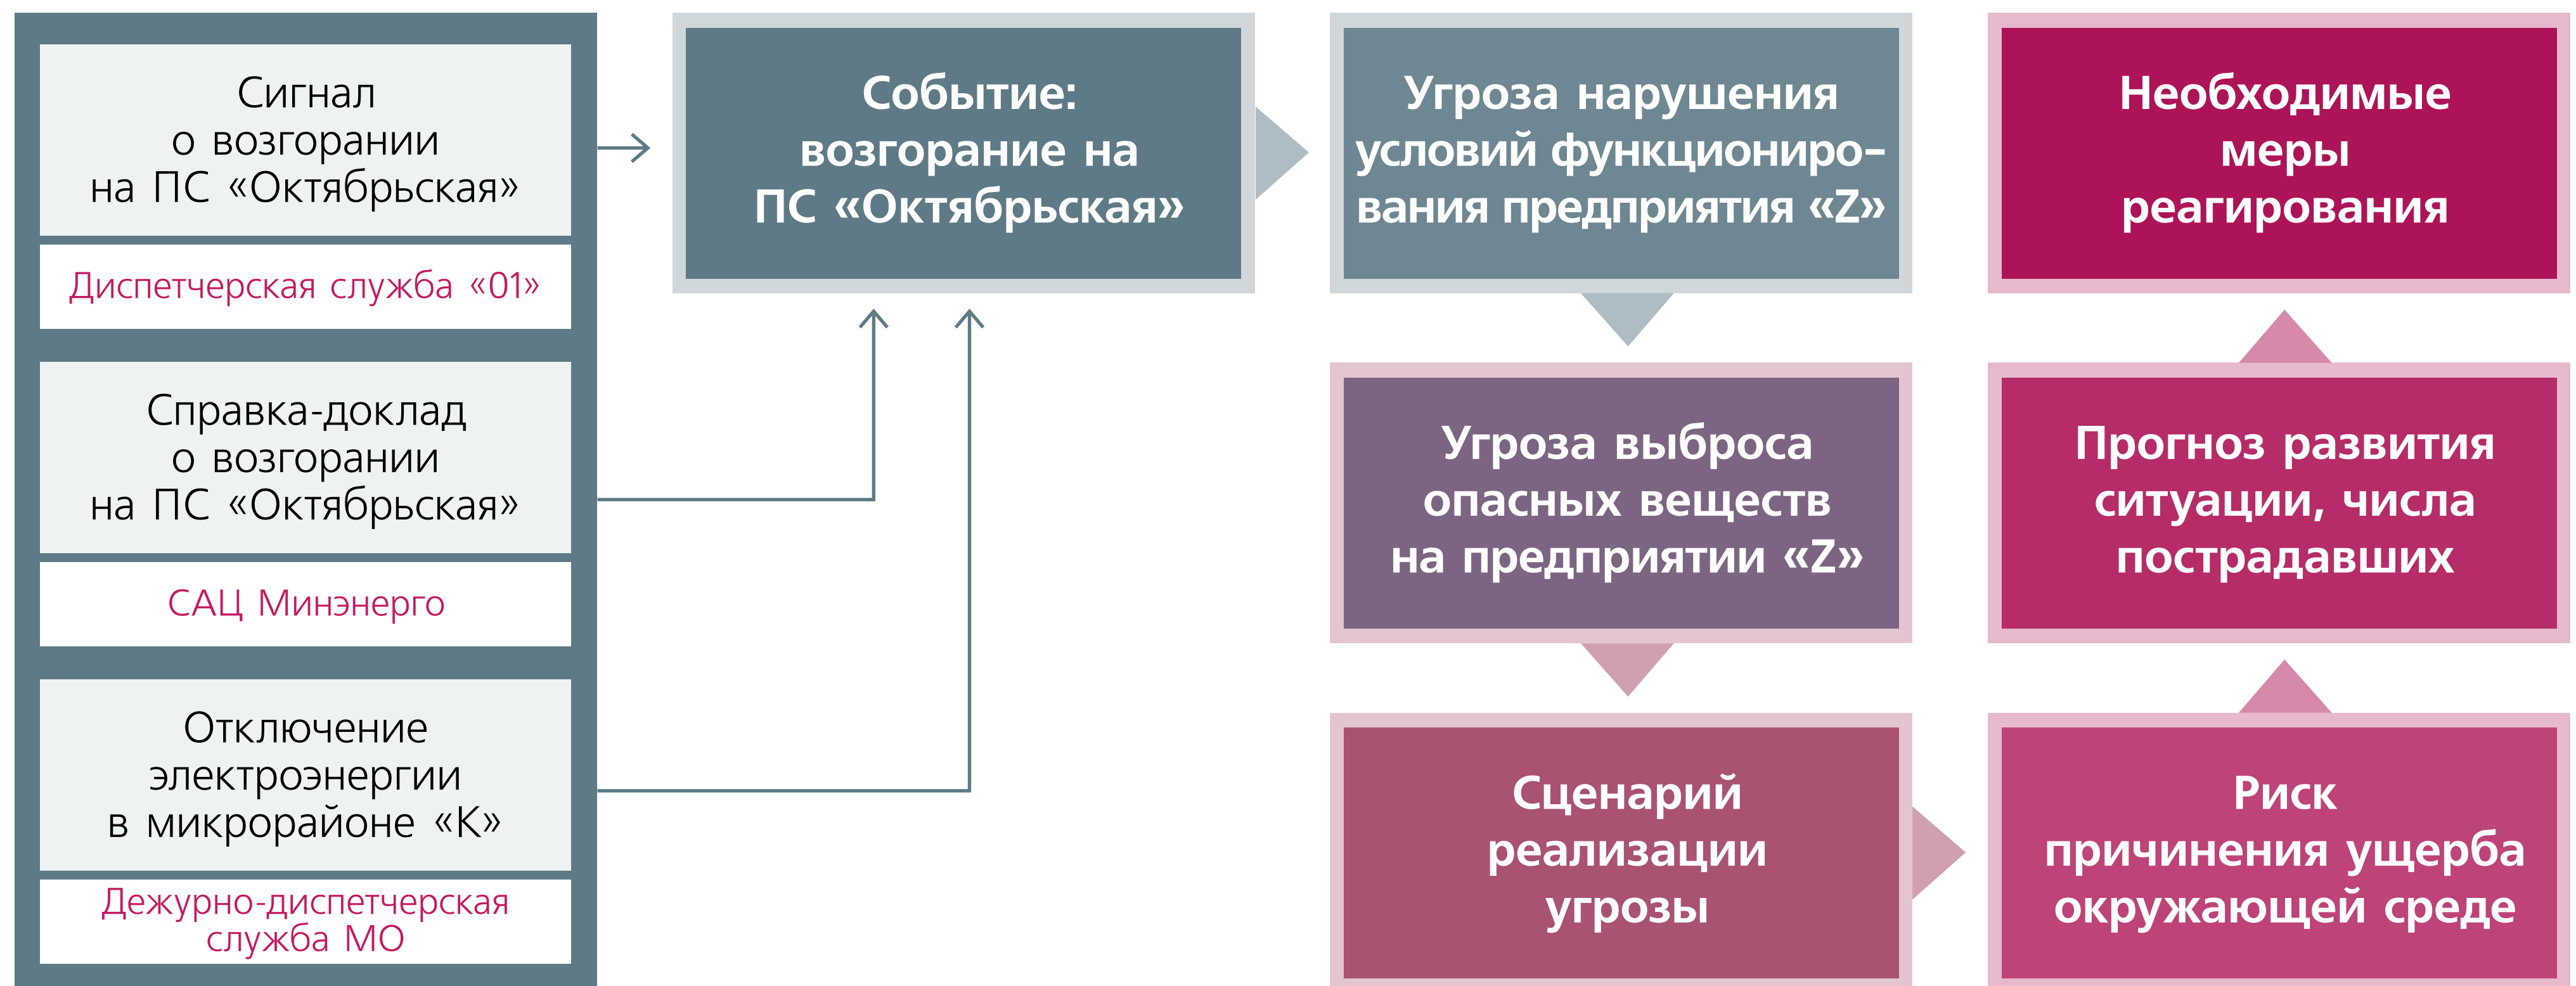 Сигнал
о возгорании
на ПС «Октябрьская»
Диспетчерская служба «01»
Справка-доклад
о возгорании
на ПС «Октябрьская»
САЦ Минэнерго
Отключение
электроэнергии
в микрорайоне «К»
Дежурно-диспетчерская
служба МО
Событие:
возгорание на
ПС «Октябрьская»
Угроза нарушения
условий функциониро-
вания предприятия «Z»
Угроза выброса
опасных веществ
на предприятии «Z»
Сценарий
реализации
угрозы
Риск
причинения ущерба
окружающей среде
Прогноз развития
ситуации, числа
пострадавших
Необходимые
меры
реагирования